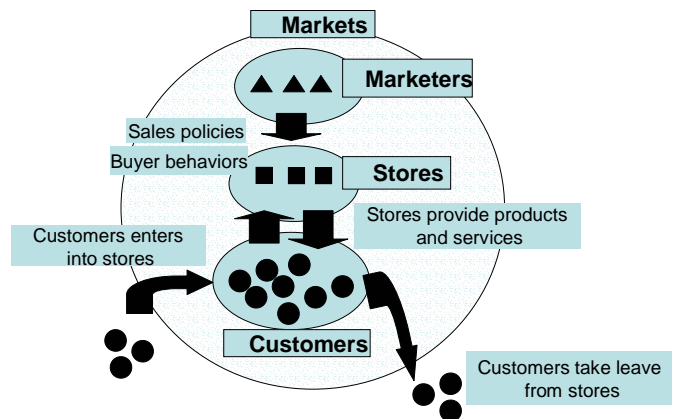 Markets
Marketers
Sales policies
Buyer behaviors
Stores
Stores provide products
and services
Customers enters
into stores
Customers
Customers take leave
from stores